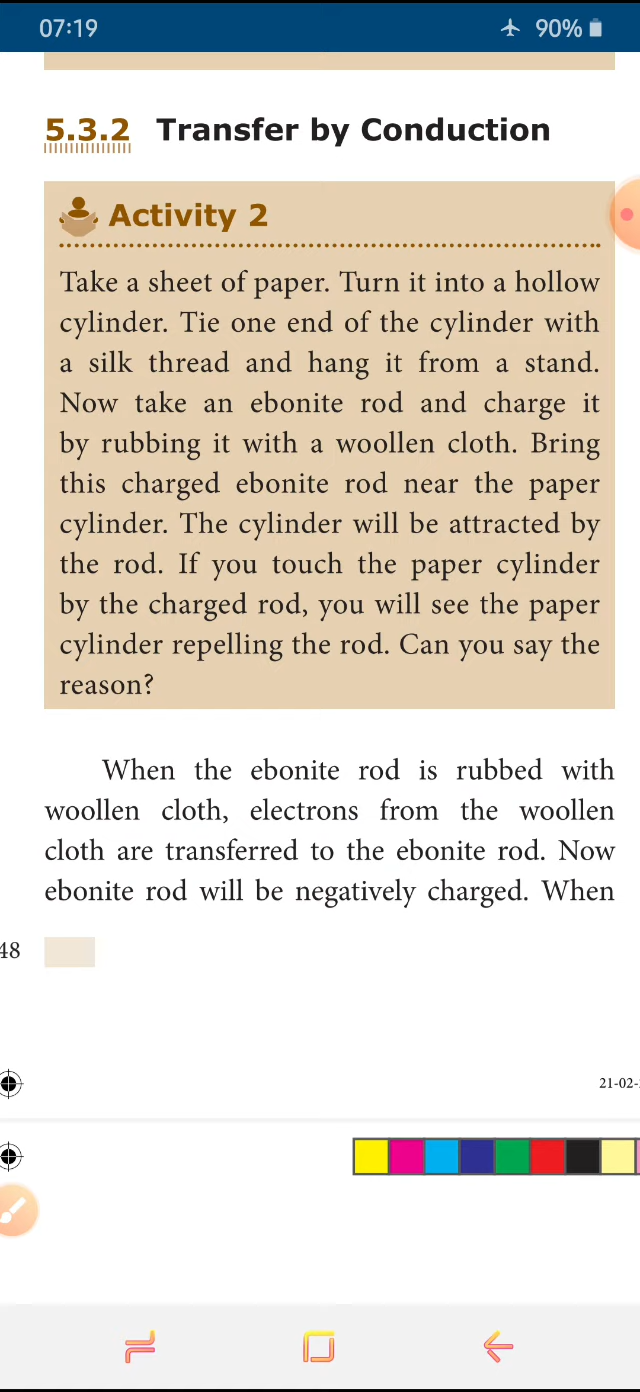 07:19 90%
5.3.2 Transfer by Conduction
Activity 2
Take a sheet of paper. Turn it into a hollow
cylinder. Tie one end of the cylinder with
a silk thread and hang it from a stand.
Now take an ebonite rod and charge it
by rubbing it with a woollen cloth. Bring
this charged ebonite rod near the paper
cylinder. The cylinder will be attracted by
the rod. If you touch the paper cylinder
by the charged rod, you will see the paper
cylinder repelling the rod. Can you say the
reason?
When the ebonite rod is rubbed with
woollen cloth, electrons from the woollen
cloth are transferred to the ebonite rod. Now
ebonite rod will be negatively charged. When
48
21-02-